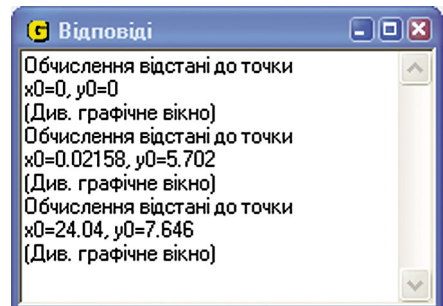 G Відповіді
Обчислення відстані до точки
x0=0, y0=0
(Див. графічне вікно)
Обчислення відстані до точки
x0=0.02158, y0=5.702
(Див. графічне вікно)
Обчислення відстані до точки
x0=24.04, y0=7.646
(Див. графічне вікно)